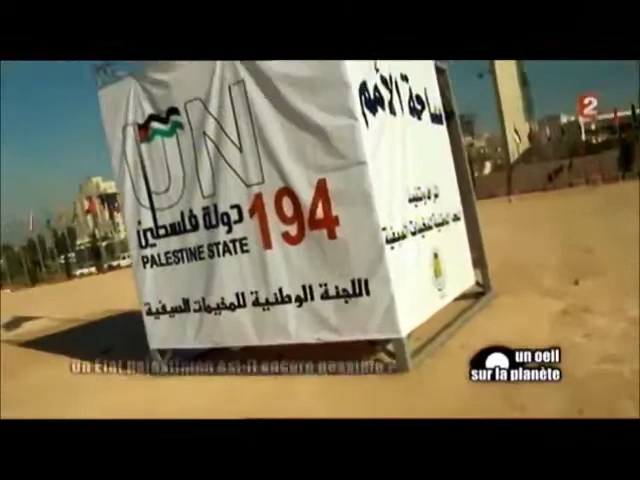 UN
دولة فلسطين
PALESTINE STATE
194
اللجنة الوطنية للمخيمات الصيفية
ساحة الأمم
2
un oeil
sur la planète
Un Etat palestinien est-il encore possible ?